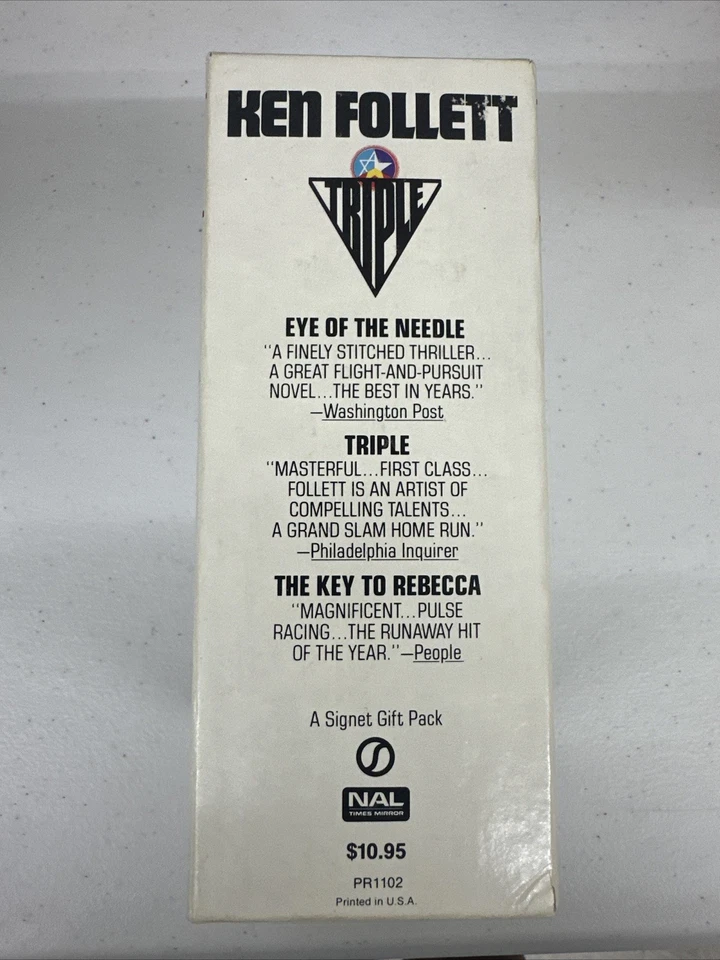 KEN FOLLETT
TRIPLE
EYE OF THE NEEDLE
"A FINELY STITCHED THRILLER...
A GREAT FLIGHT-AND-PURSUIT
NOVEL...THE BEST IN YEARS."
—Washington Post
TRIPLE
"MASTERFUL...FIRST CLASS...
FOLLETT IS AN ARTIST OF
COMPELLING TALENTS...
A GRAND SLAM HOME RUN."
—Philadelphia Inquirer
THE KEY TO REBECCA
"MAGNIFICENT...PULSE
RACING...THE RUNAWAY HIT
OF THE YEAR."—People
A Signet Gift Pack
NAL
TIMES MIRROR
$10.95
PR1102
Printed in U.S.A.